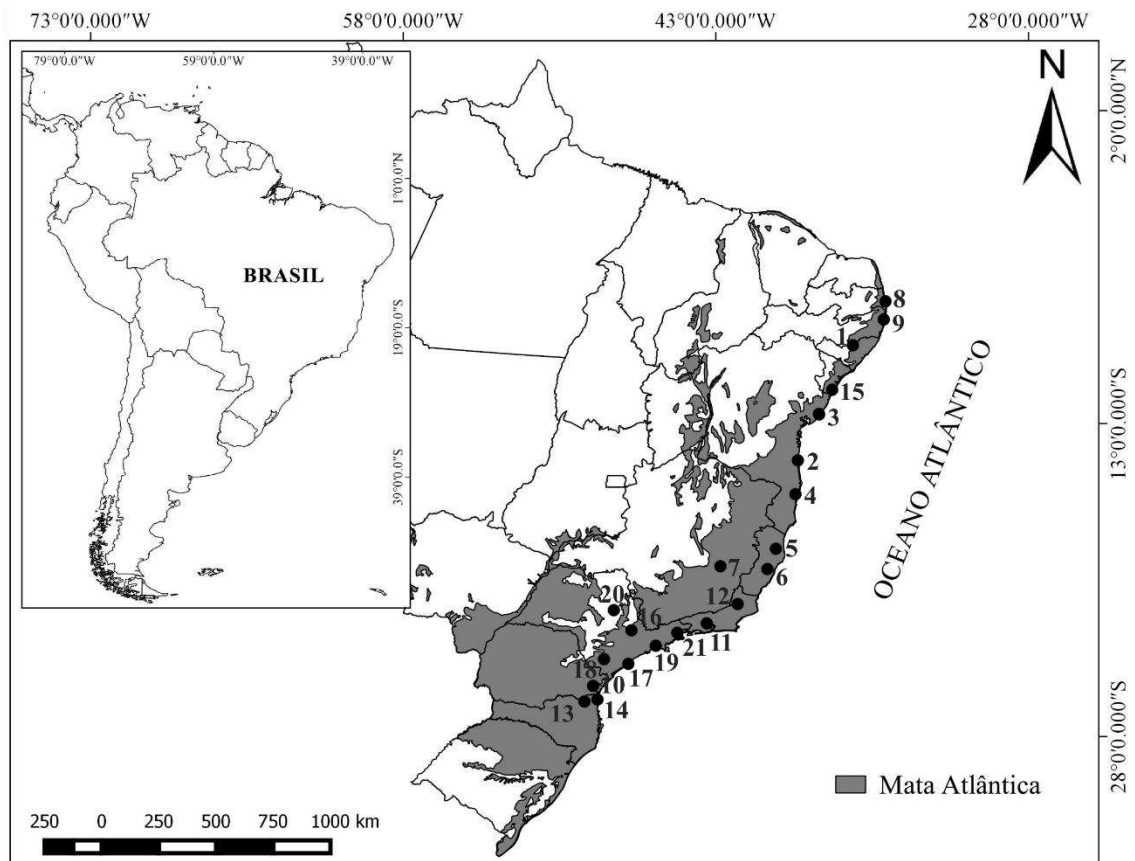 73°0'0.000"W 58°0'0.000"W 43°0'0.000"W 28°0'0.000"W
79°0'0.0"W 59°0'0.0"W 39°0'0.0"W
N
2°0'0.000"N
1°0'0.0"N
BRASIL
8
9
19°0'0.0"S
1
15
3
13°0'0.000"S
OCEANO ATLÂNTICO
2
39°0'0.0"S
4
5
7
6
20
12
16
11
21
19
18
17
10
13
14
28°0'0.000"S
Mata Atlântica
250 0 250 500 750 1000 km